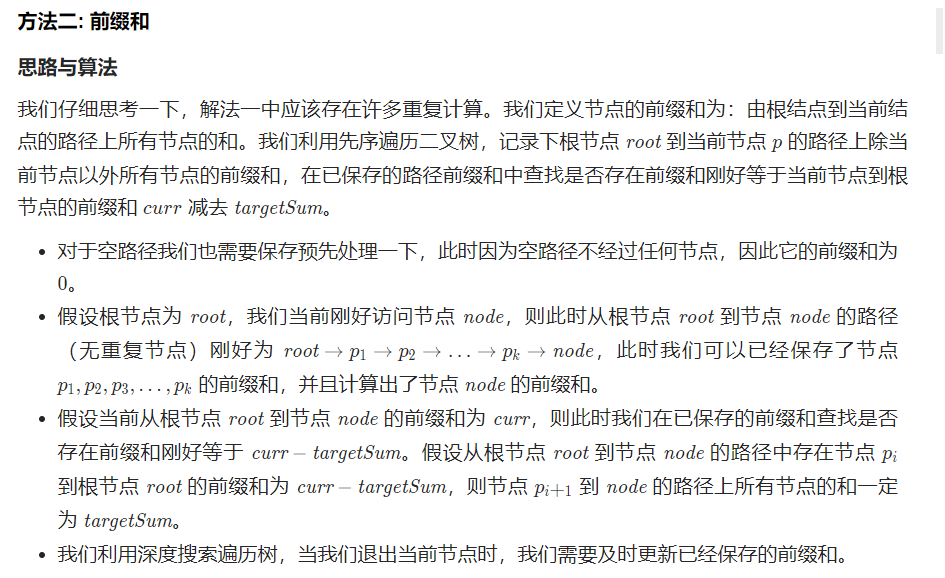 方法二: 前缀和
思路与算法
我们仔细思考一下，解法一中应该存在许多重复计算。我们定义节点的前缀和为：由根结点到当前结
点的路径上所有节点的和。我们利用先序遍历二叉树，记录下根节点 root 到当前节点 p 的路径上除当
前节点以外所有节点的前缀和，在已保存的路径前缀和中查找是否存在前缀和刚好等于当前节点到根
节点的前缀和 curr 减去 targetSum。
• 对于空路径我们也需要保存预先处理一下，此时因为空路径不经过任何节点，因此它的前缀和为
0。
• 假设根节点为 root，我们当前刚好访问节点 node，则此时从根节点 root 到节点 node 的路径
（无重复节点）刚好为 root → p₁ → p₂ → … → pₖ → node，此时我们可以已经保存了节点
p₁, p₂, p₃, …, pₖ 的前缀和，并且计算出了节点 node 的前缀和。
• 假设当前从根节点 root 到节点 node 的前缀和为 curr，则此时我们在已保存的前缀和查找是否
存在前缀和刚好等于 curr − targetSum。假设从根节点 root 到节点 node 的路径中存在节点 pᵢ
到根节点 root 的前缀和为 curr − targetSum，则节点 pᵢ₊₁ 到 node 的路径上所有节点的和一定
为 targetSum。
• 我们利用深度搜索遍历树，当我们退出当前节点时，我们需要及时更新已经保存的前缀和。